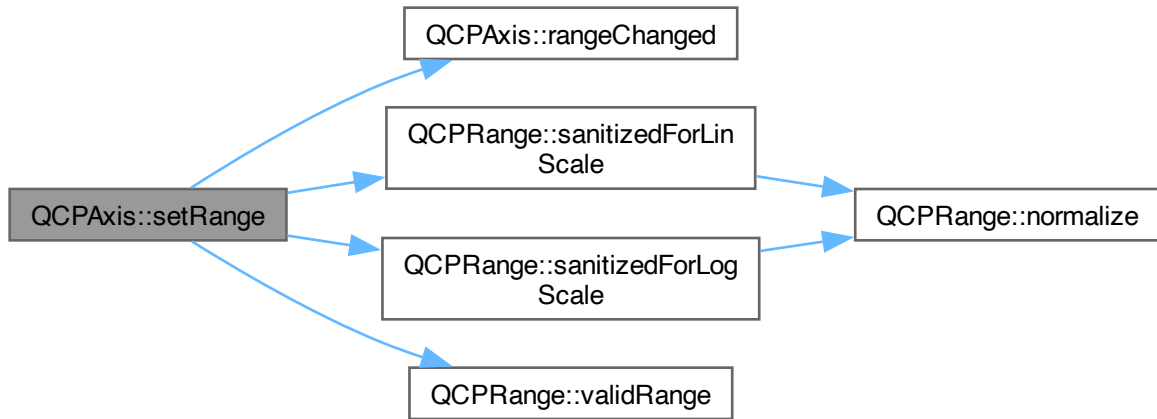 QCPAxis::rangeChanged
QCPRange::sanitizedForLin
Scale
QCPAxis::setRange
QCPRange::normalize
QCPRange::sanitizedForLog
Scale
QCPRange::validRange